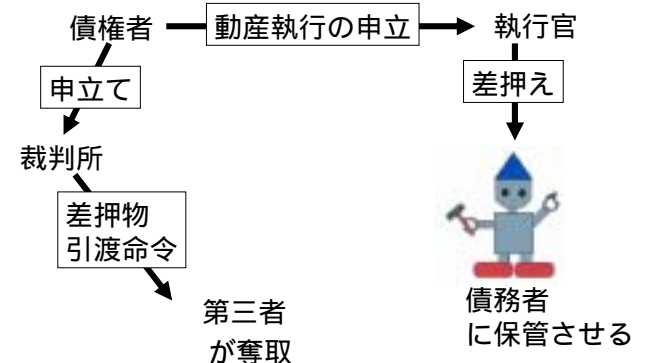 債権者
動産執行の申立
執行官
申立て
差押え
裁判所
差押物
引渡命令
第三者
が奪取
債務者
に保管させる